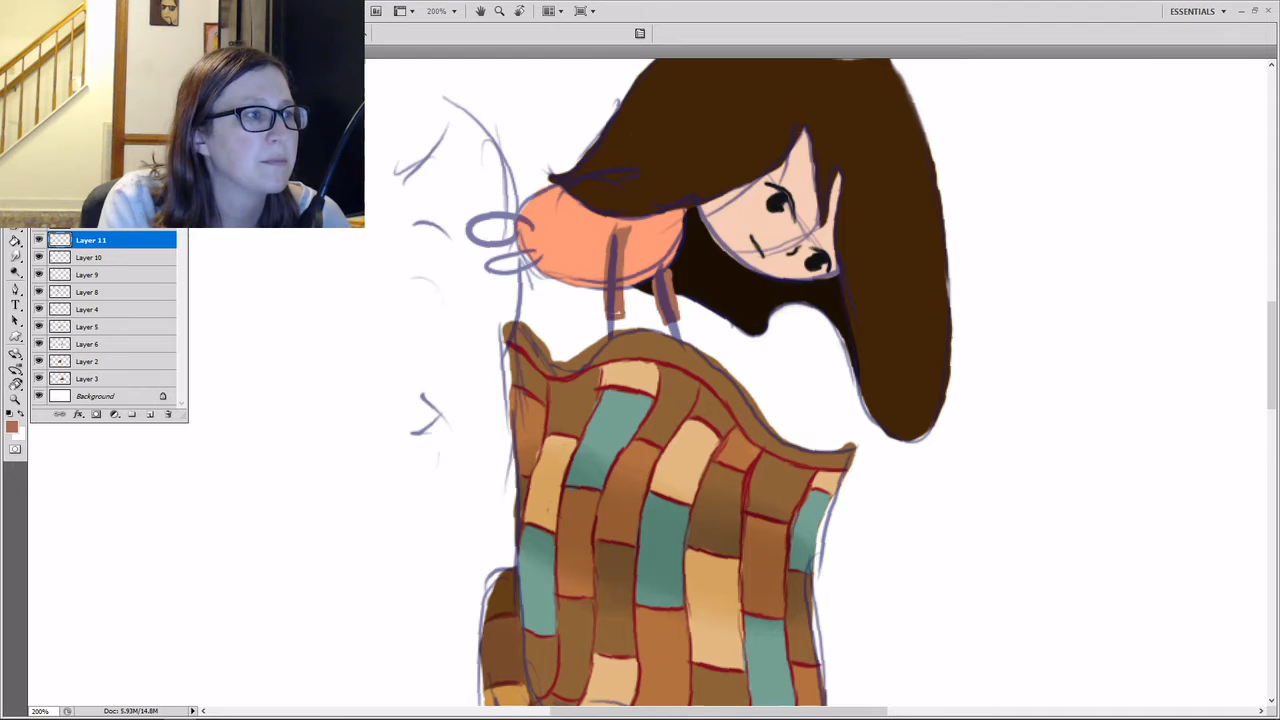 200%
ESSENTIALS
Layer 11
Layer 10
Layer 9
Layer 8
Layer 4
Layer 5
Layer 6
Layer 2
Layer 3
Background
fx
T
200%
Doc: 5.93M/14.8M